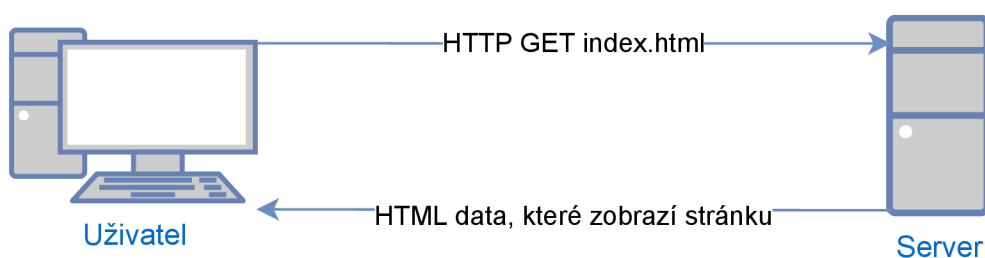 HTTP GET index.html
HTML data, které zobrazí stránku
Uživatel
Server